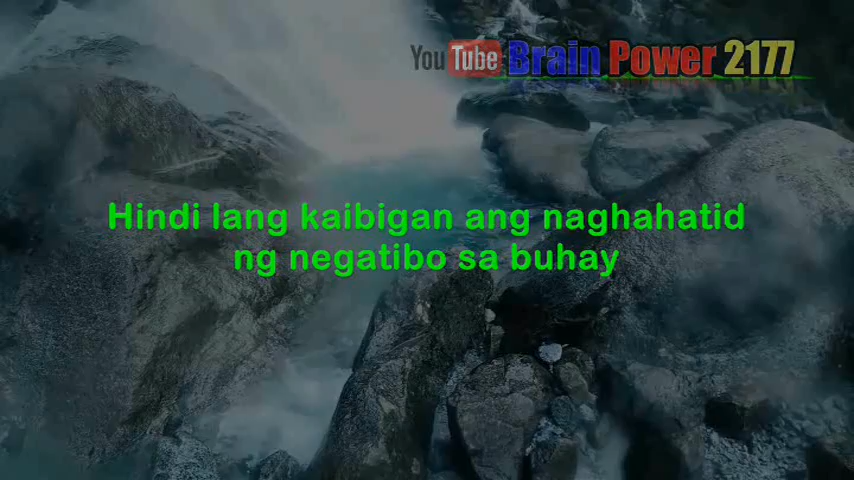 YouTube Brain Power 2177
Hindi lang kaibigan ang naghahatid
ng negatibo sa buhay